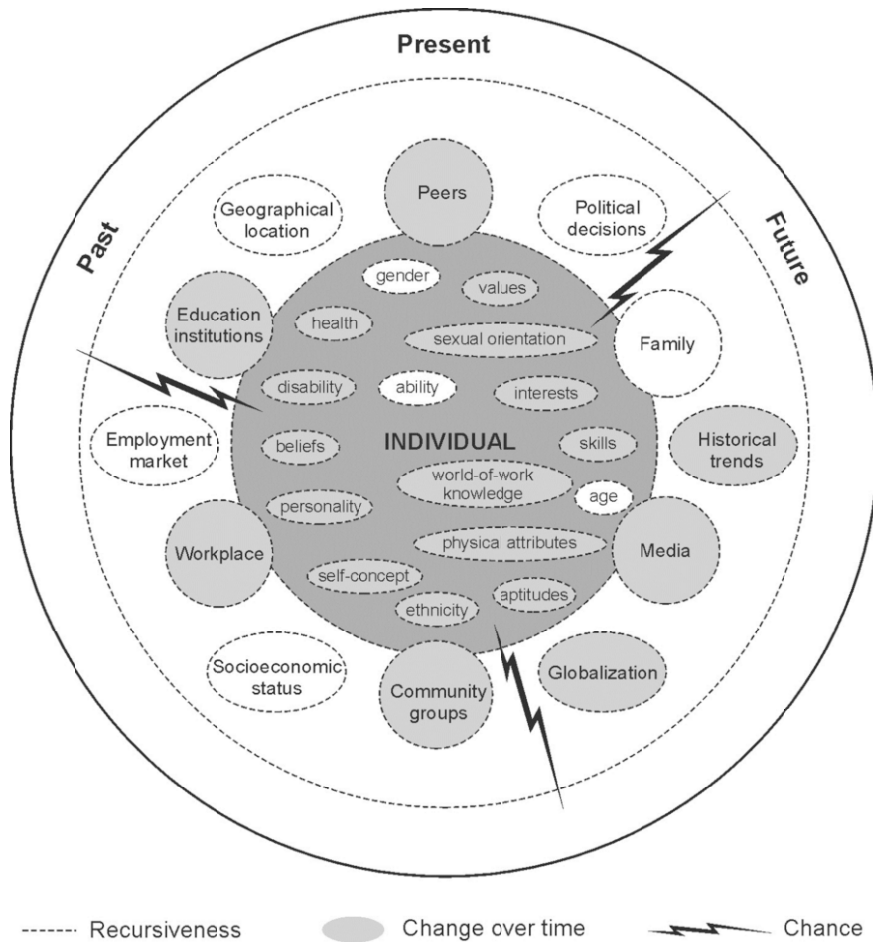 Present
Past
Future
Peers
Geographical
location
Political
decisions
gender
values
Education
institutions
health
sexual orientation
Family
disability
ability
interests
Employment
market
beliefs
INDIVIDUAL
skills
Historical
trends
world-of-work
knowledge
age
personality
Workplace
physical attributes
Media
self-concept
ethnicity
aptitudes
Socioeconomic
status
Community
groups
Globalization
Recursiveness
Change over time
Chance